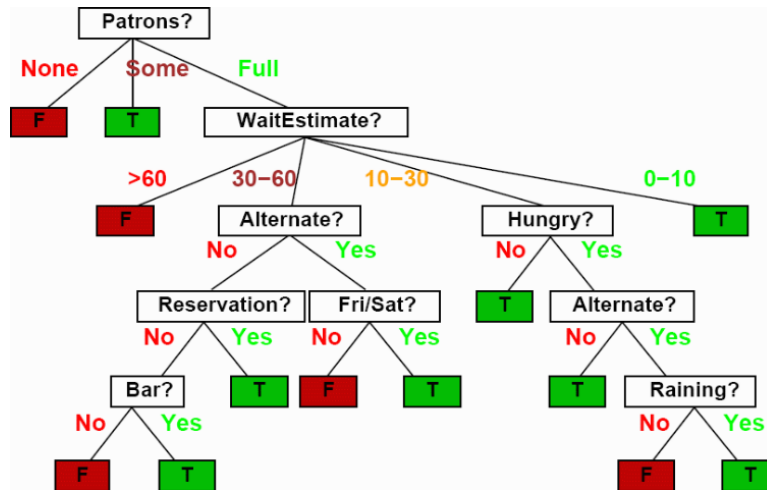 Patrons?
None Some Full
F T WaitEstimate?
>60 30−60 10−30 0−10
F Alternate? Hungry? T
No Yes No Yes
Reservation? Fri/Sat? T Alternate?
No Yes No Yes No Yes
Bar? T F T T Raining?
No Yes No Yes
F T F T